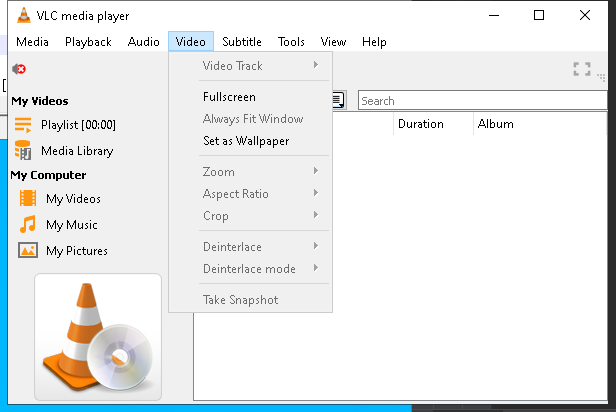 VLC media player
Media Playback Audio Video Subtitle Tools View Help
Video Track
Fullscreen
Always Fit Window
Set as Wallpaper
Zoom
Aspect Ratio
Crop
Deinterlace
Deinterlace mode
Take Snapshot
My Videos
Playlist [00:00]
Media Library
My Computer
My Videos
My Music
My Pictures
Search
Duration Album